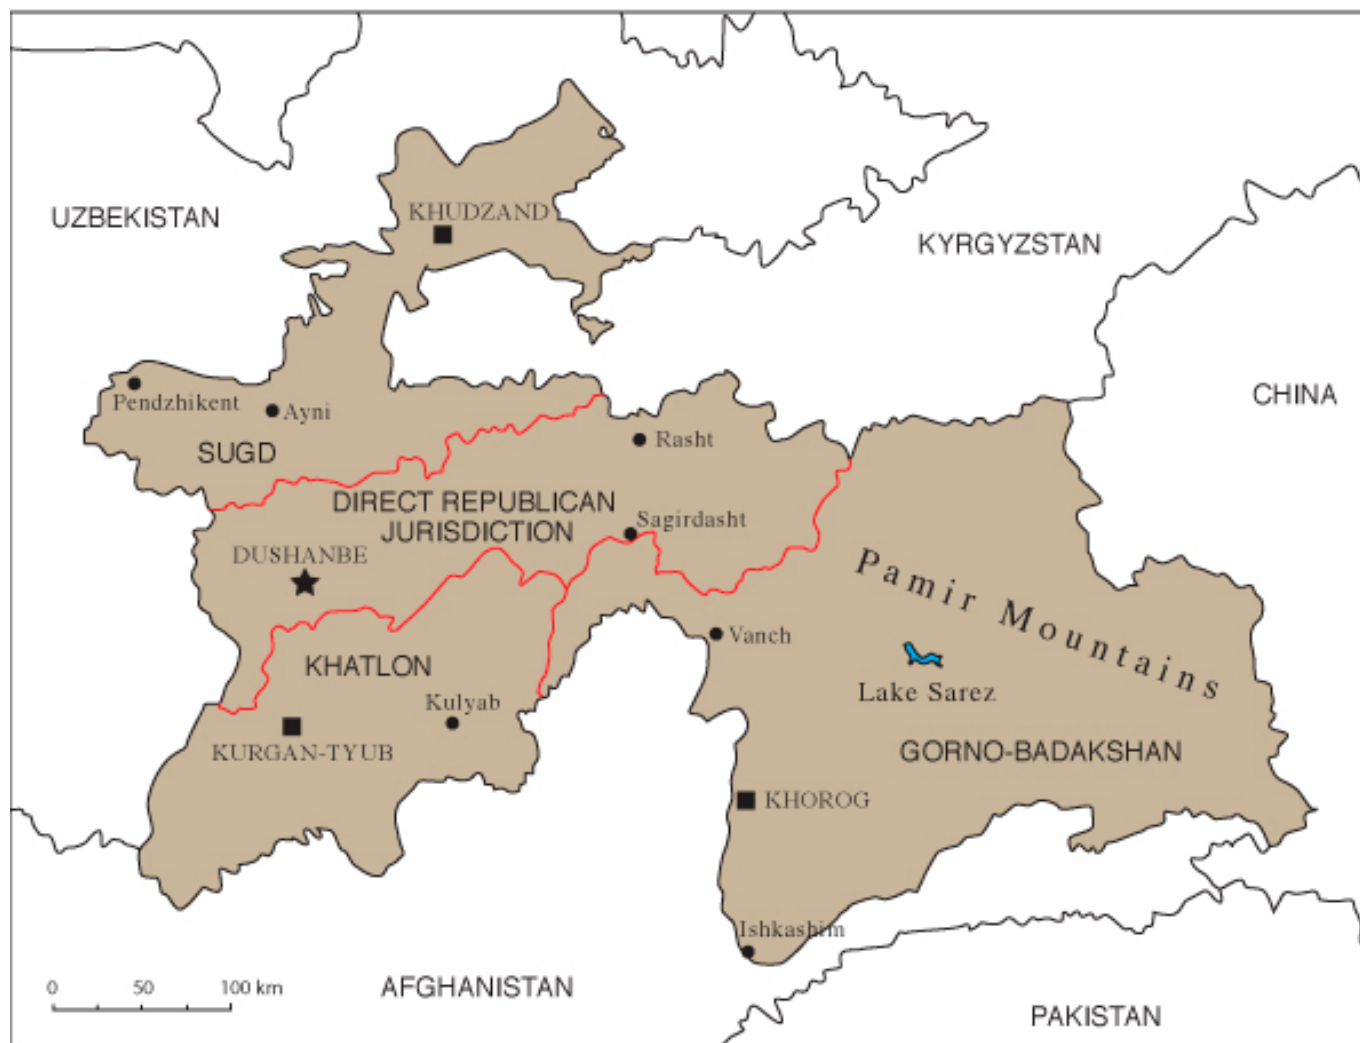 KHUDZAND
UZBEKISTAN
KYRGYZSTAN
CHINA
Pendzhikent
Ayni
SUGD
Rasht
DIRECT REPUBLICAN
JURISDICTION
Sagirdasht
DUSHANBE
Pamir Mountains
Vanch
KHATLON
Lake Sarez
Kulyab
KURGAN-TYUB
GORNO-BADAKSHAN
KHOROG
Ishkashim
0 50 100 km
AFGHANISTAN
PAKISTAN